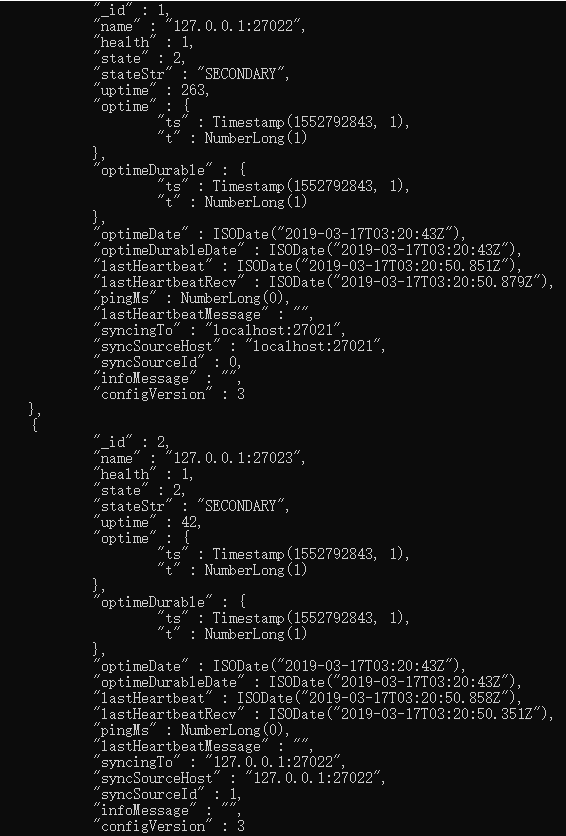 "_id" : 1,
"name" : "127.0.0.1:27022",
"health" : 1,
"state" : 2,
"stateStr" : "SECONDARY",
"uptime" : 263,
"optime" : {
"ts" : Timestamp(1552792843, 1),
"t" : NumberLong(1)
},
"optimeDurable" : {
"ts" : Timestamp(1552792843, 1),
"t" : NumberLong(1)
},
"optimeDate" : ISODate("2019-03-17T03:20:43Z"),
"optimeDurableDate" : ISODate("2019-03-17T03:20:43Z"),
"lastHeartbeat" : ISODate("2019-03-17T03:20:50.851Z"),
"lastHeartbeatRecv" : ISODate("2019-03-17T03:20:50.879Z"),
"pingMs" : NumberLong(0),
"lastHeartbeatMessage" : "",
"syncingTo" : "localhost:27021",
"syncSourceHost" : "localhost:27021",
"syncSourceId" : 0,
"infoMessage" : "",
"configVersion" : 3
},
{
"_id" : 2,
"name" : "127.0.0.1:27023",
"health" : 1,
"state" : 2,
"stateStr" : "SECONDARY",
"uptime" : 42,
"optime" : {
"ts" : Timestamp(1552792843, 1),
"t" : NumberLong(1)
},
"optimeDurable" : {
"ts" : Timestamp(1552792843, 1),
"t" : NumberLong(1)
},
"optimeDate" : ISODate("2019-03-17T03:20:43Z"),
"optimeDurableDate" : ISODate("2019-03-17T03:20:43Z"),
"lastHeartbeat" : ISODate("2019-03-17T03:20:50.858Z"),
"lastHeartbeatRecv" : ISODate("2019-03-17T03:20:50.351Z"),
"pingMs" : NumberLong(0),
"lastHeartbeatMessage" : "",
"syncingTo" : "127.0.0.1:27022",
"syncSourceHost" : "127.0.0.1:27022",
"syncSourceId" : 1,
"infoMessage" : "",
"configVersion" : 3